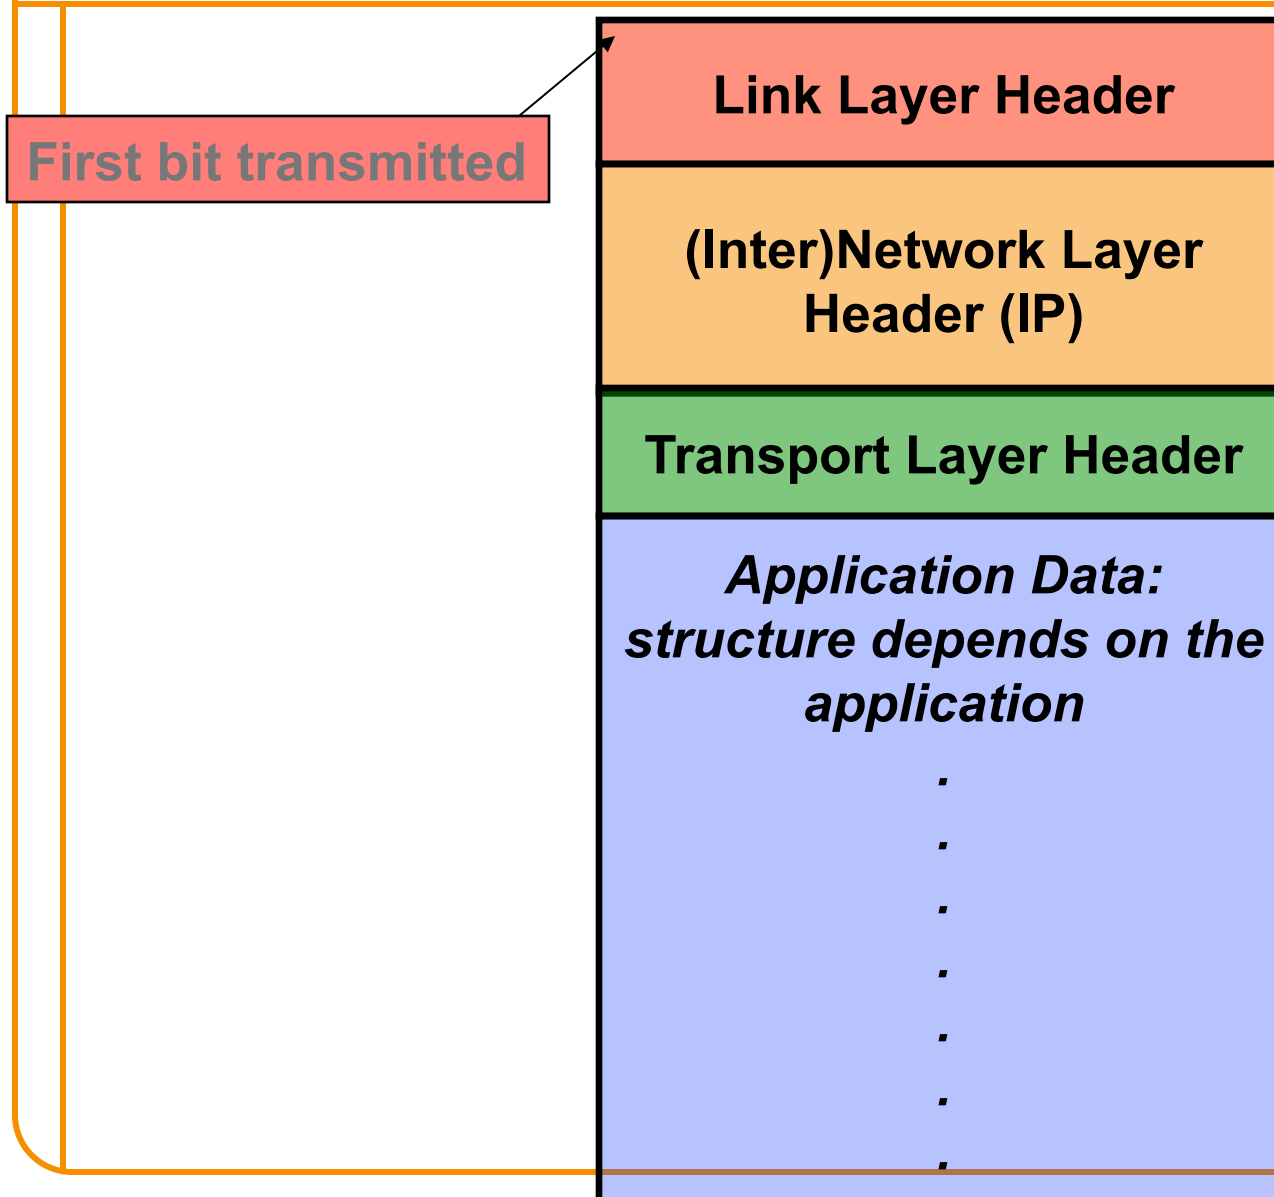 Link Layer Header
First bit transmitted
(Inter)Network Layer
Header (IP)
Transport Layer Header
Application Data:
structure depends on the
application
.
.
.
.
.
.
.